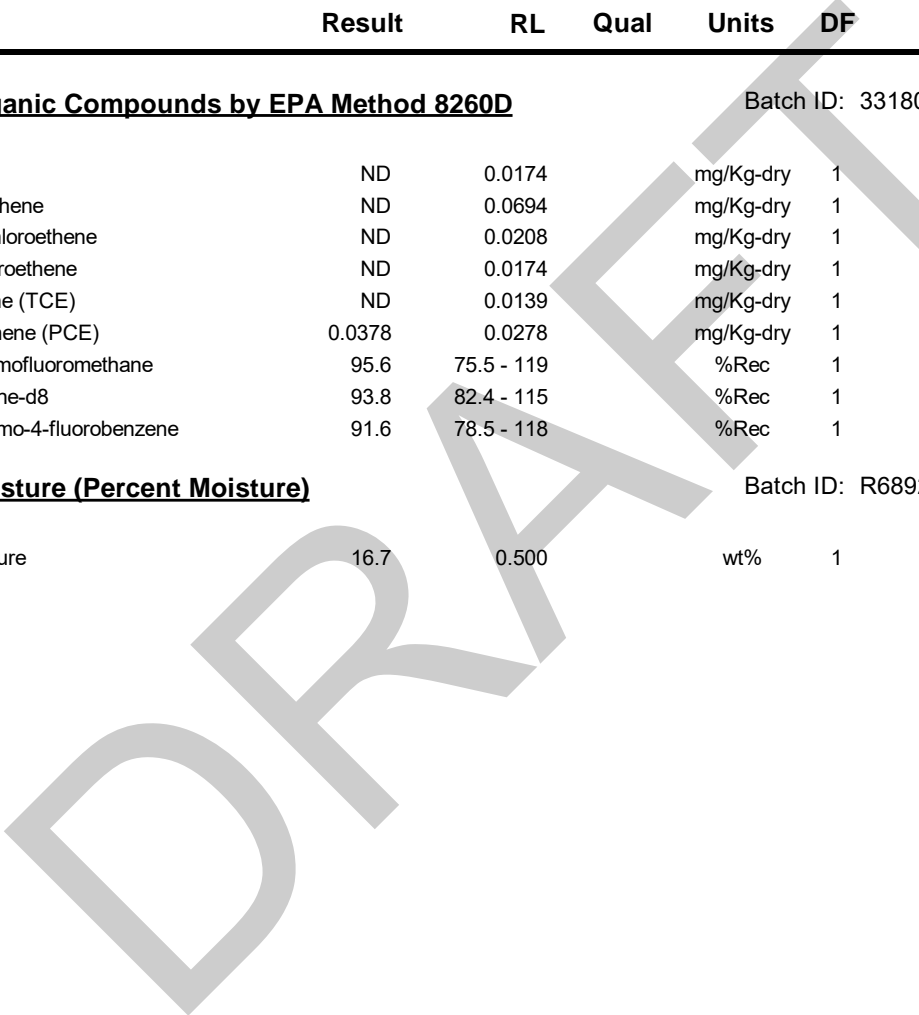 Result RL Qual Units DF
ganic Compounds by EPA Method 8260D Batch ID: 33180
ND 0.0174 mg/Kg-dry 1
hene ND 0.0694 mg/Kg-dry 1
loroethene ND 0.0208 mg/Kg-dry 1
roethene ND 0.0174 mg/Kg-dry 1
ne (TCE) ND 0.0139 mg/Kg-dry 1
hene (PCE) 0.0378 0.0278 mg/Kg-dry 1
mofluoromethane 95.6 75.5 - 119 %Rec 1
ne-d8 93.8 82.4 - 115 %Rec 1
mo-4-fluorobenzene 91.6 78.5 - 118 %Rec 1
sture (Percent Moisture) Batch ID: R689
ure 16.7 0.500 wt% 1
DRAFT